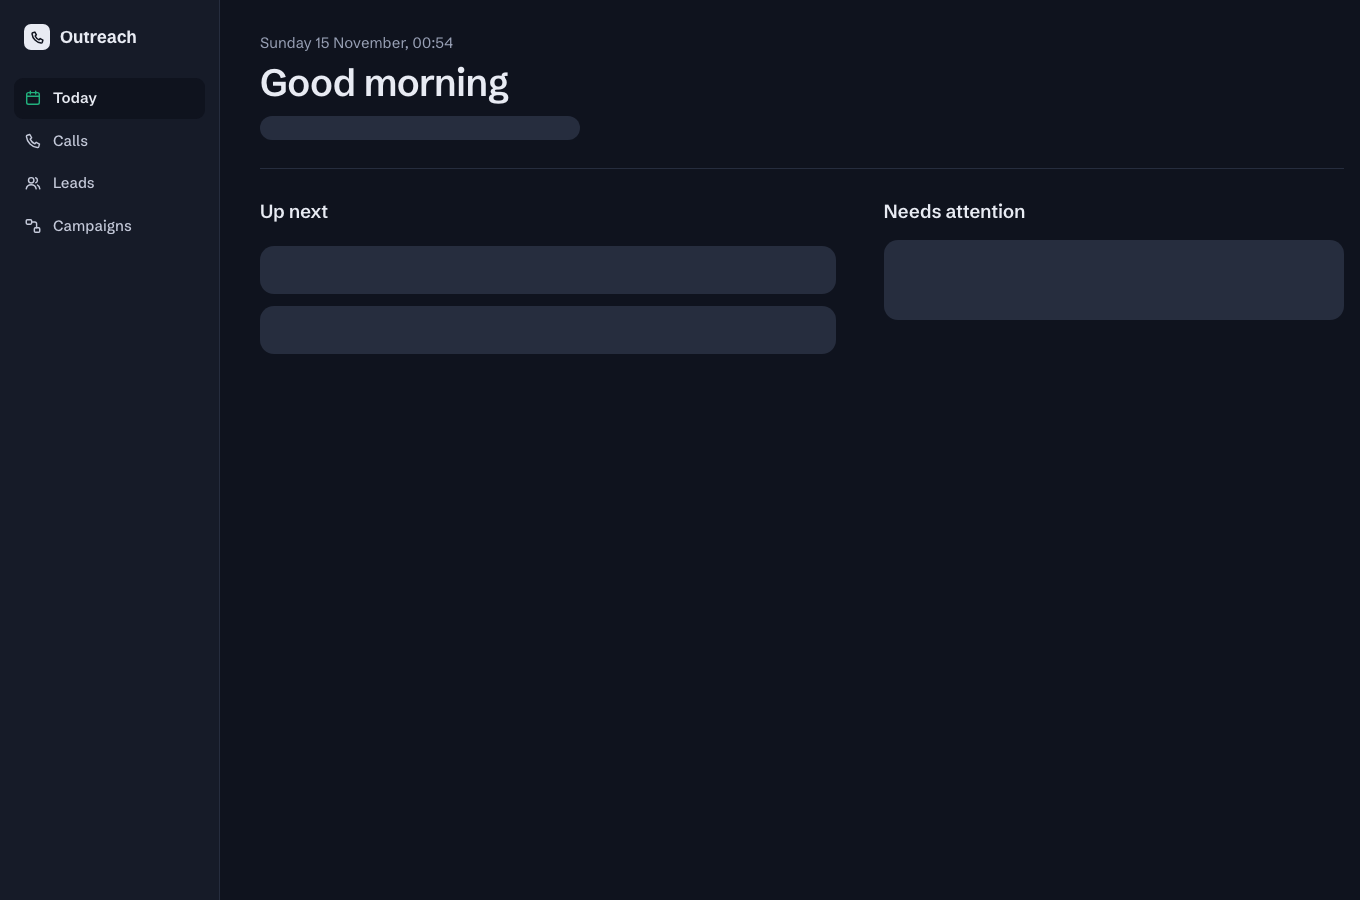 Outreach
Today
Calls
Leads
Campaigns
Sunday 15 November, 00:54
Good morning
Up next
Needs attention